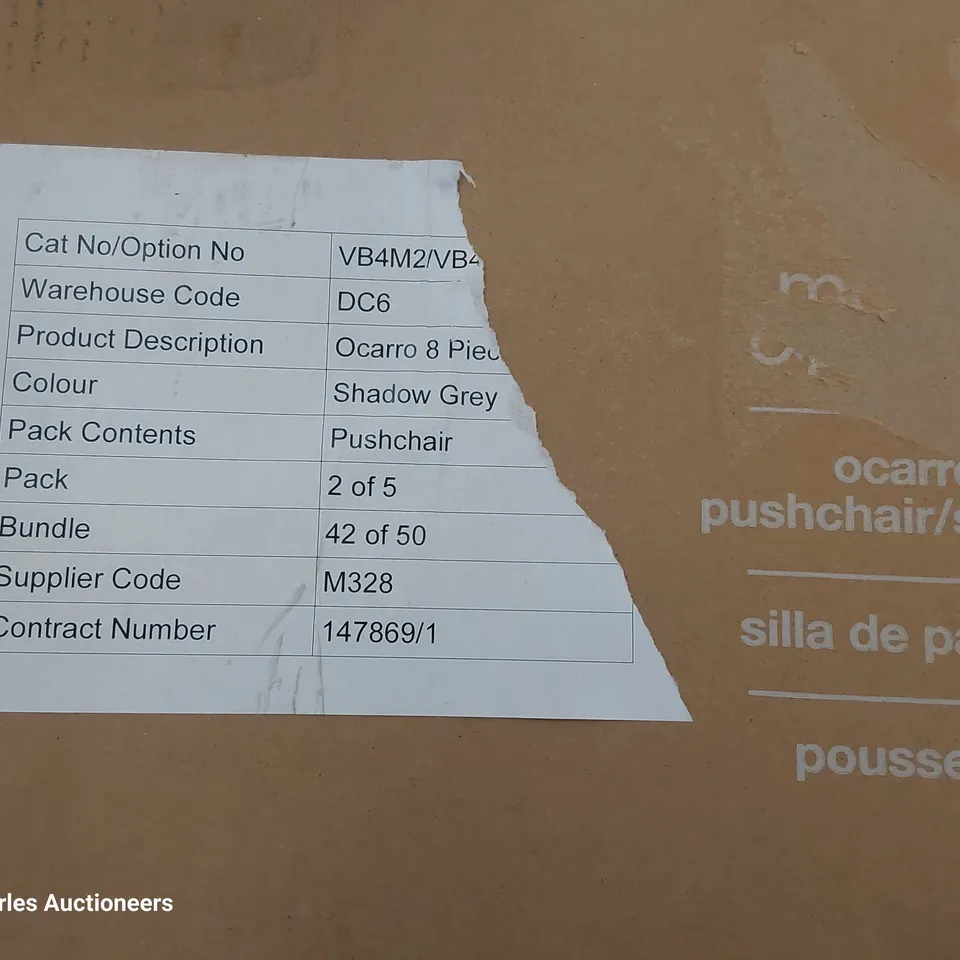 Cat No/Option No VB4M2/VB4
Warehouse Code DC6
Product Description Ocarro 8 Piec
Colour Shadow Grey
Pack Contents Pushchair
Pack 2 of 5
Bundle 42 of 50
Supplier Code M328
Contract Number 147869/1
ocarro
pushchair/s
silla de pa
pousse
rles Auctioneers